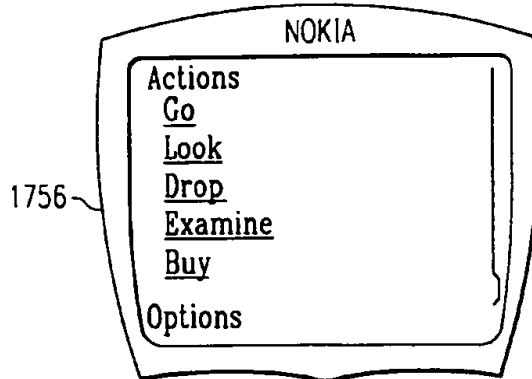 NOKIA
Actions
Go
Look
Drop
Examine
Buy
Options
1756